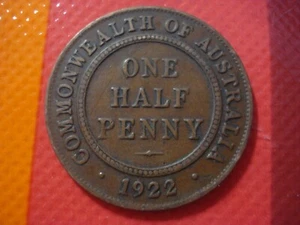 COMMONWEALTH OF AUSTRALIA
ONE
HALF
PENNY
1922